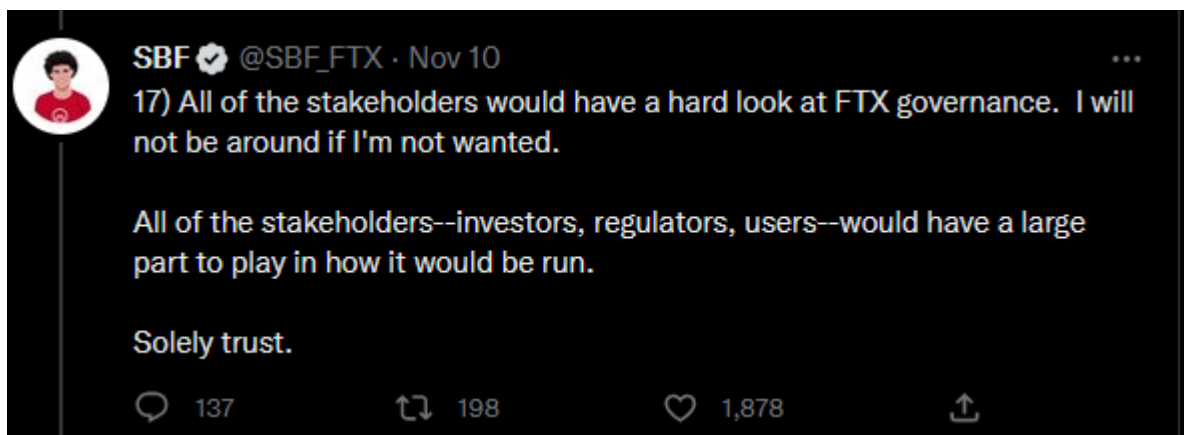 SBF @SBF_FTX · Nov 10
17) All of the stakeholders would have a hard look at FTX governance.  I will
not be around if I'm not wanted.
All of the stakeholders--investors, regulators, users--would have a large
part to play in how it would be run.
Solely trust.
137 198 1,878